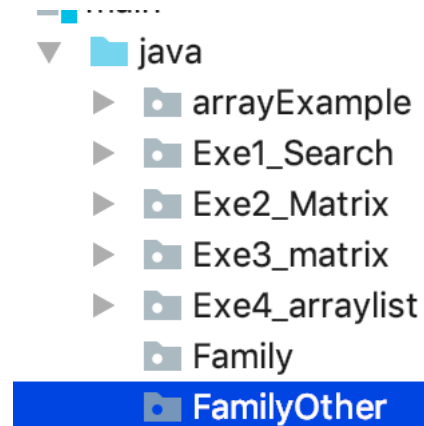 java
arrayExample
Exe1_Search
Exe2_Matrix
Exe3_matrix
Exe4_arraylist
Family
FamilyOther